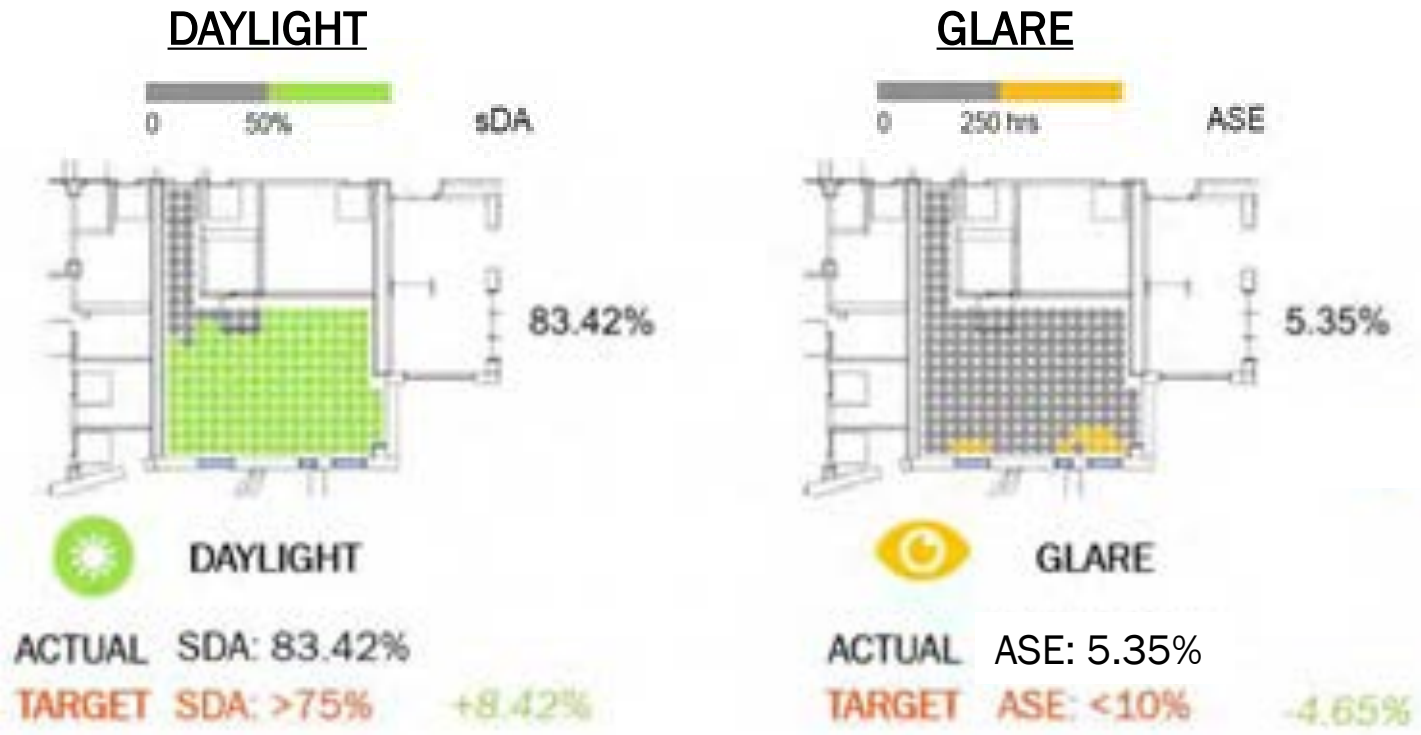 DAYLIGHT
0 50% sDA
83.42%
DAYLIGHT
ACTUAL SDA: 83.42%
TARGET SDA: >75% +8.42%
GLARE
0 250 hrs ASE
5.35%
GLARE
ACTUAL ASE: 5.35%
TARGET ASE: <10% -4.65%